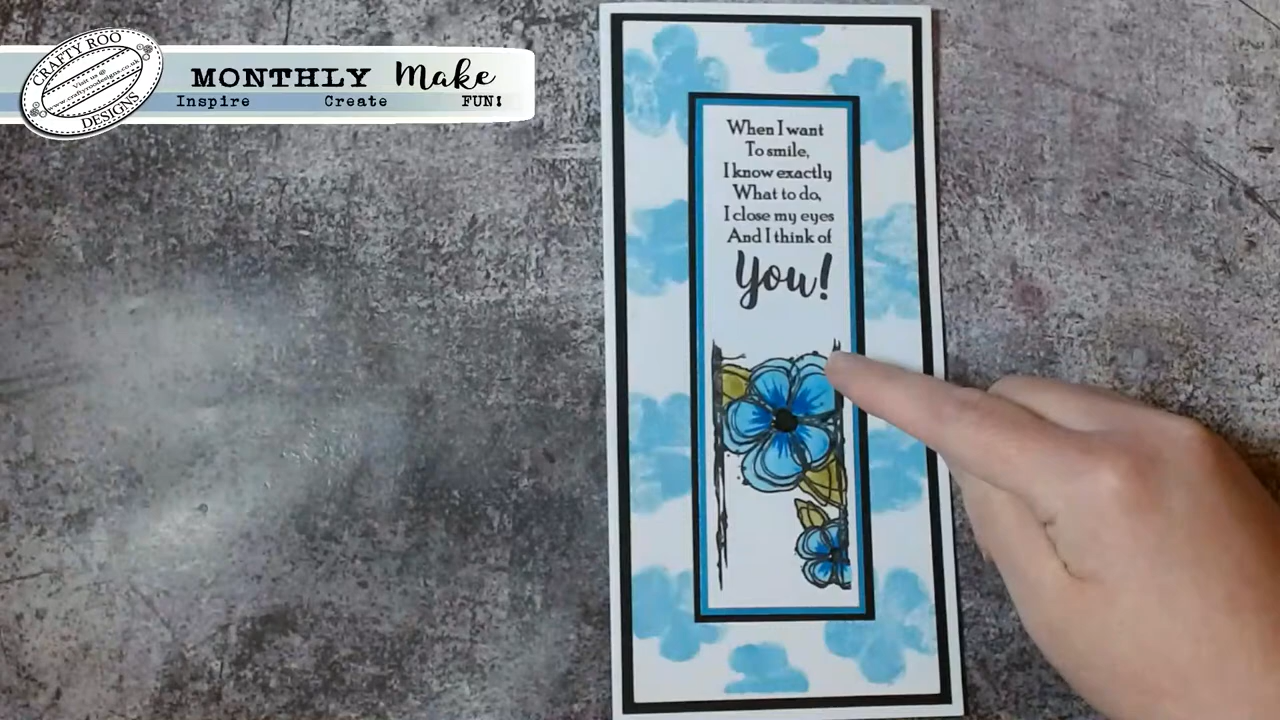 CRAFTY ROO
Visit us @
www.craftyroodesigns.co.uk
DESIGNS
MONTHLY Make
Inspire Create FUN!
When I want
To smile,
I know exactly
What to do,
I close my eyes
And I think of
You!